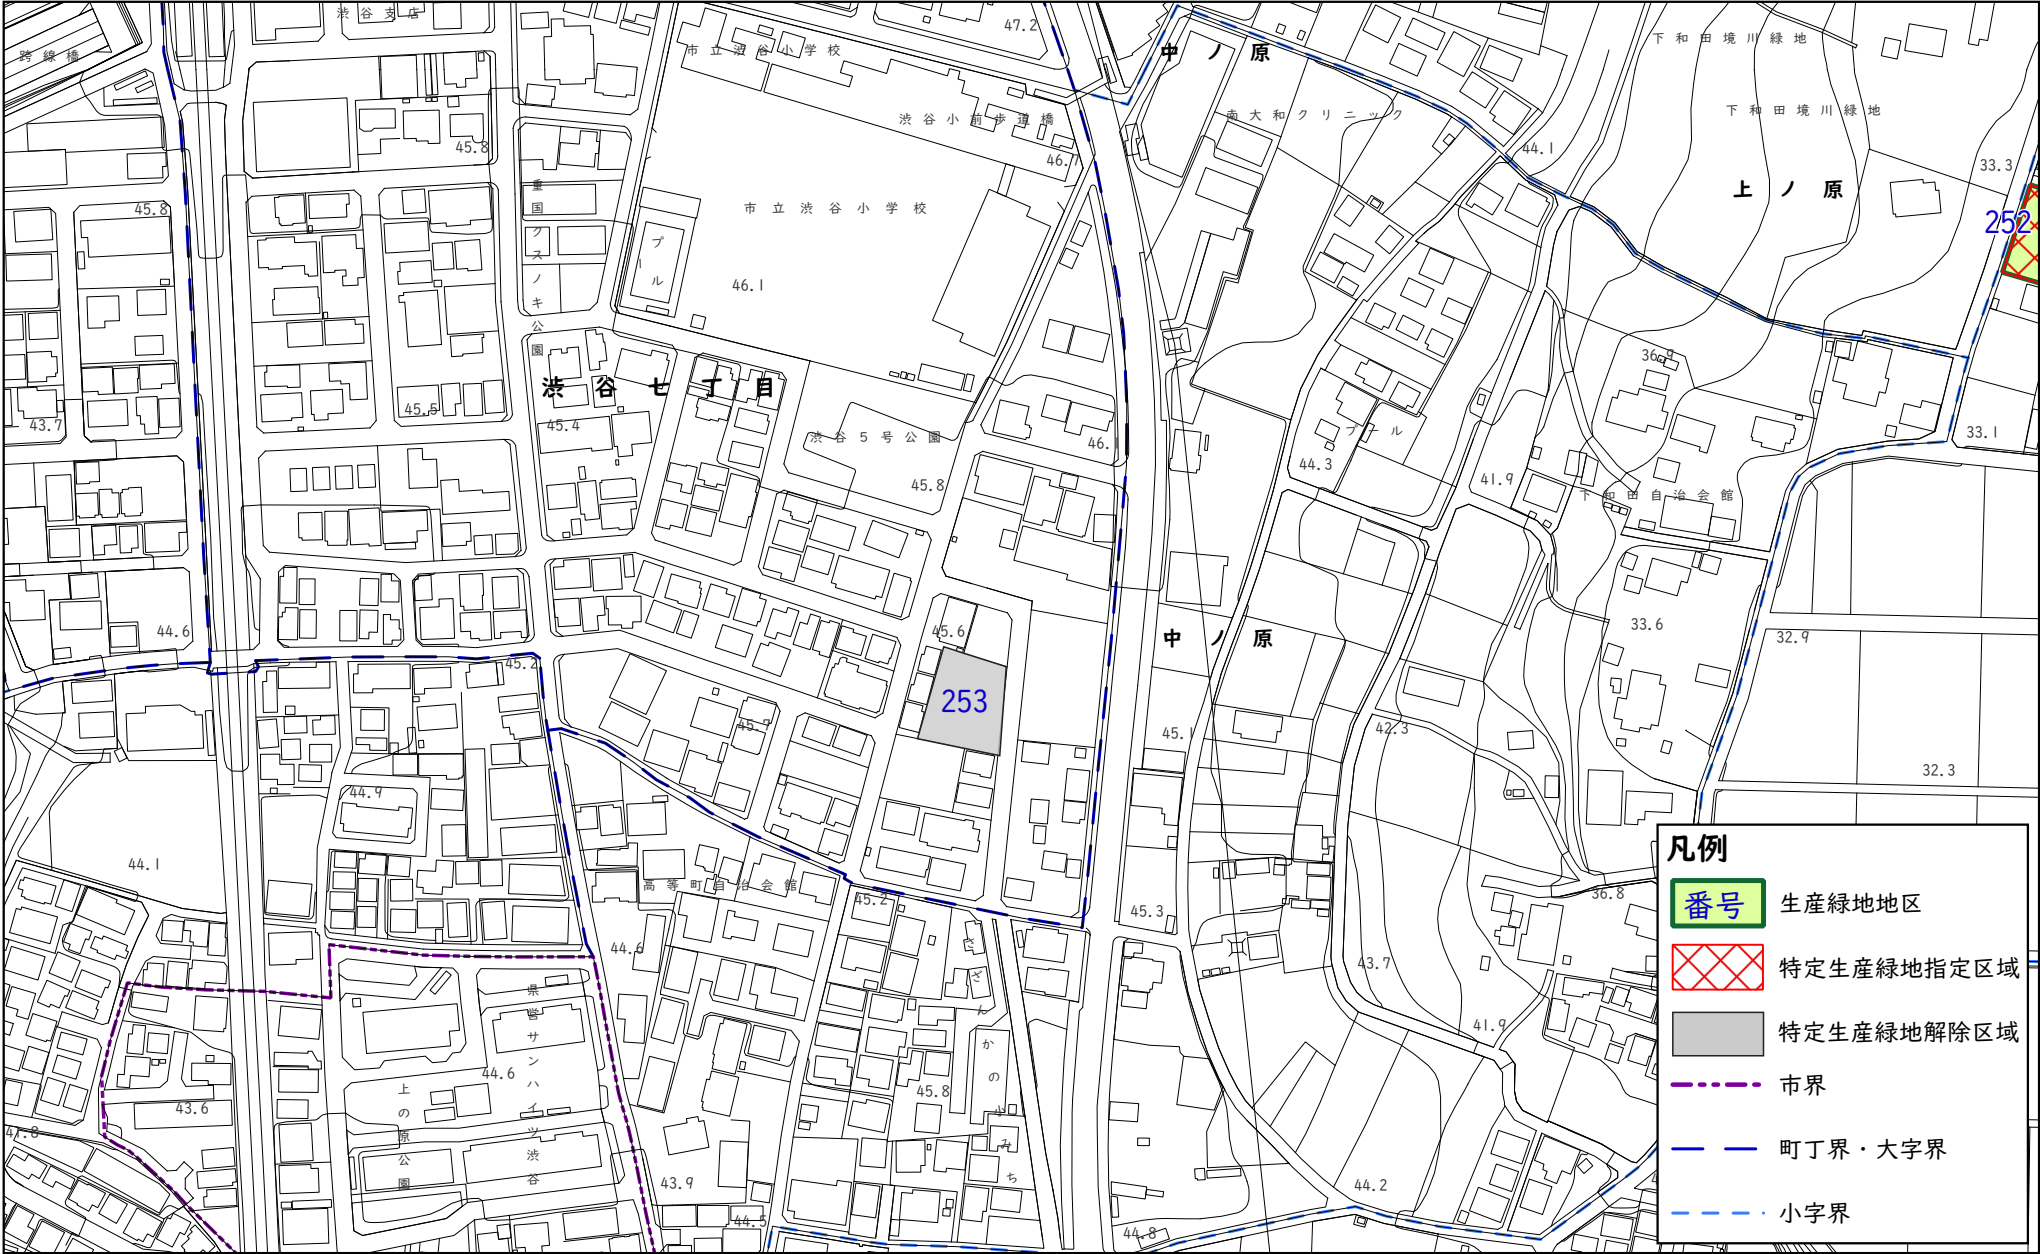 渋谷支店
跨線橋
47.2
市立渋谷小学校
中ノ原
下和田境川緑地
下和田境川緑地
渋谷小前歩道橋
南大和クリニック
45.8
46.7
44.1
33.3
重国クスノキ公園
上ノ原
45.8
市立渋谷小学校
252
プール
46.1
36.9
渋谷七丁目
45.5
43.7
45.4
渋谷5号公園
46.1
プール
33.1
44.3
41.9
45.8
下和田自治会館
44.6
45.6
中ノ原
33.6
32.9
45.2
253
45.7
45.1
42.3
32.3
44.9
44.1
高等町自治会館
45.2
45.3
36.8
44.6
43.7
県営サンハイツ渋谷
さざんかの小みち
41.9
44.6
上の原公園
45.8
43.6
47.8
43.9
44.2
44.5
44.8
凡例
番号 生産緑地地区
特定生産緑地指定区域
特定生産緑地解除区域
市界
町丁界・大字界
小字界